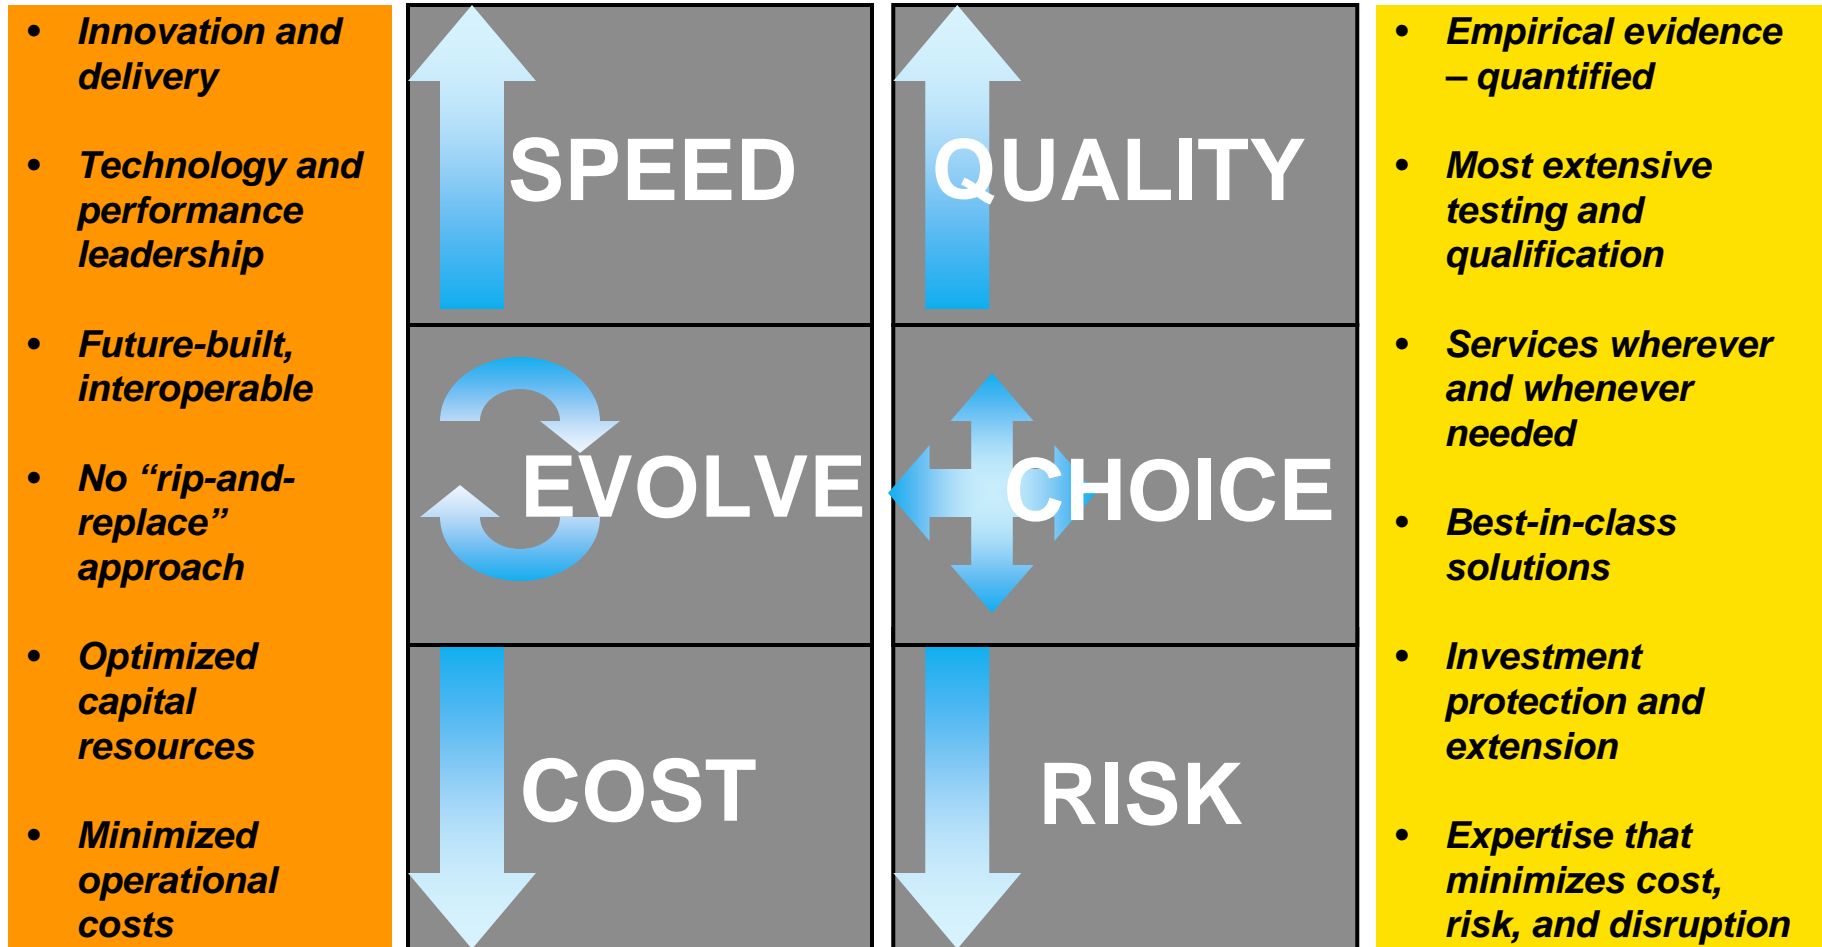 • Innovation and
delivery
• Technology and
performance
leadership
• Future-built,
interoperable
• No “rip-and-
replace”
approach
• Optimized
capital
resources
• Minimized
operational
costs
SPEED
EVOLVE
COST
QUALITY
CHOICE
RISK
• Empirical evidence
– quantified
• Most extensive
testing and
qualification
• Services wherever
and whenever
needed
• Best-in-class
solutions
• Investment
protection and
extension
• Expertise that
minimizes cost,
risk, and disruption